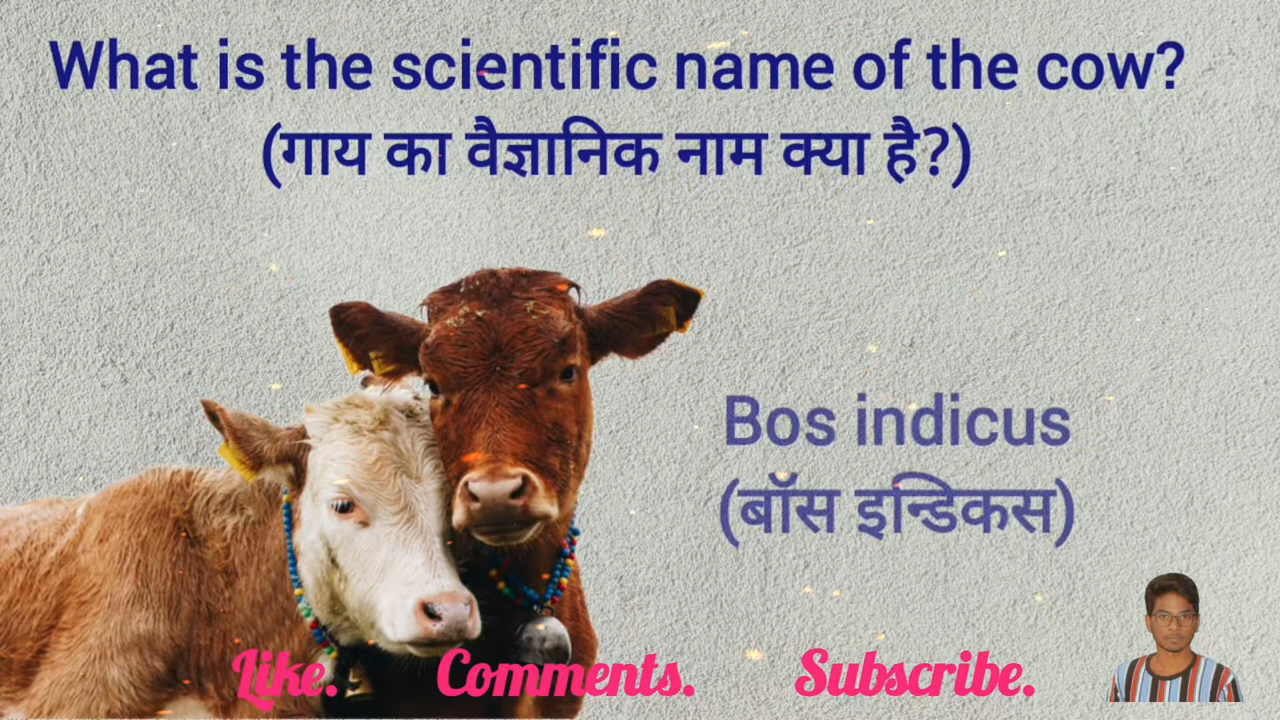 What is the scientific name of the cow?
(गाय का वैज्ञानिक नाम क्या है?)
Bos indicus
(बॉस इन्डिकस)
Like. Comments. Subscribe.